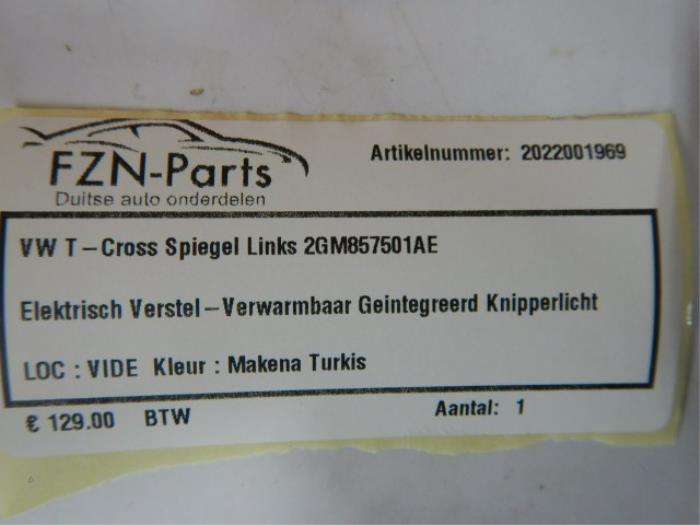 FZN-Parts
Duitse auto onderdelen
Artikelnummer: 2022001969
VW T-Cross Spiegel Links 2GM857501AE
Elektrisch Verstel-Verwarmbaar Geintegreerd Knipperlicht
LOC : VIDE Kleur : Makena Turkis
€ 129.00 BTW
Aantal: 1